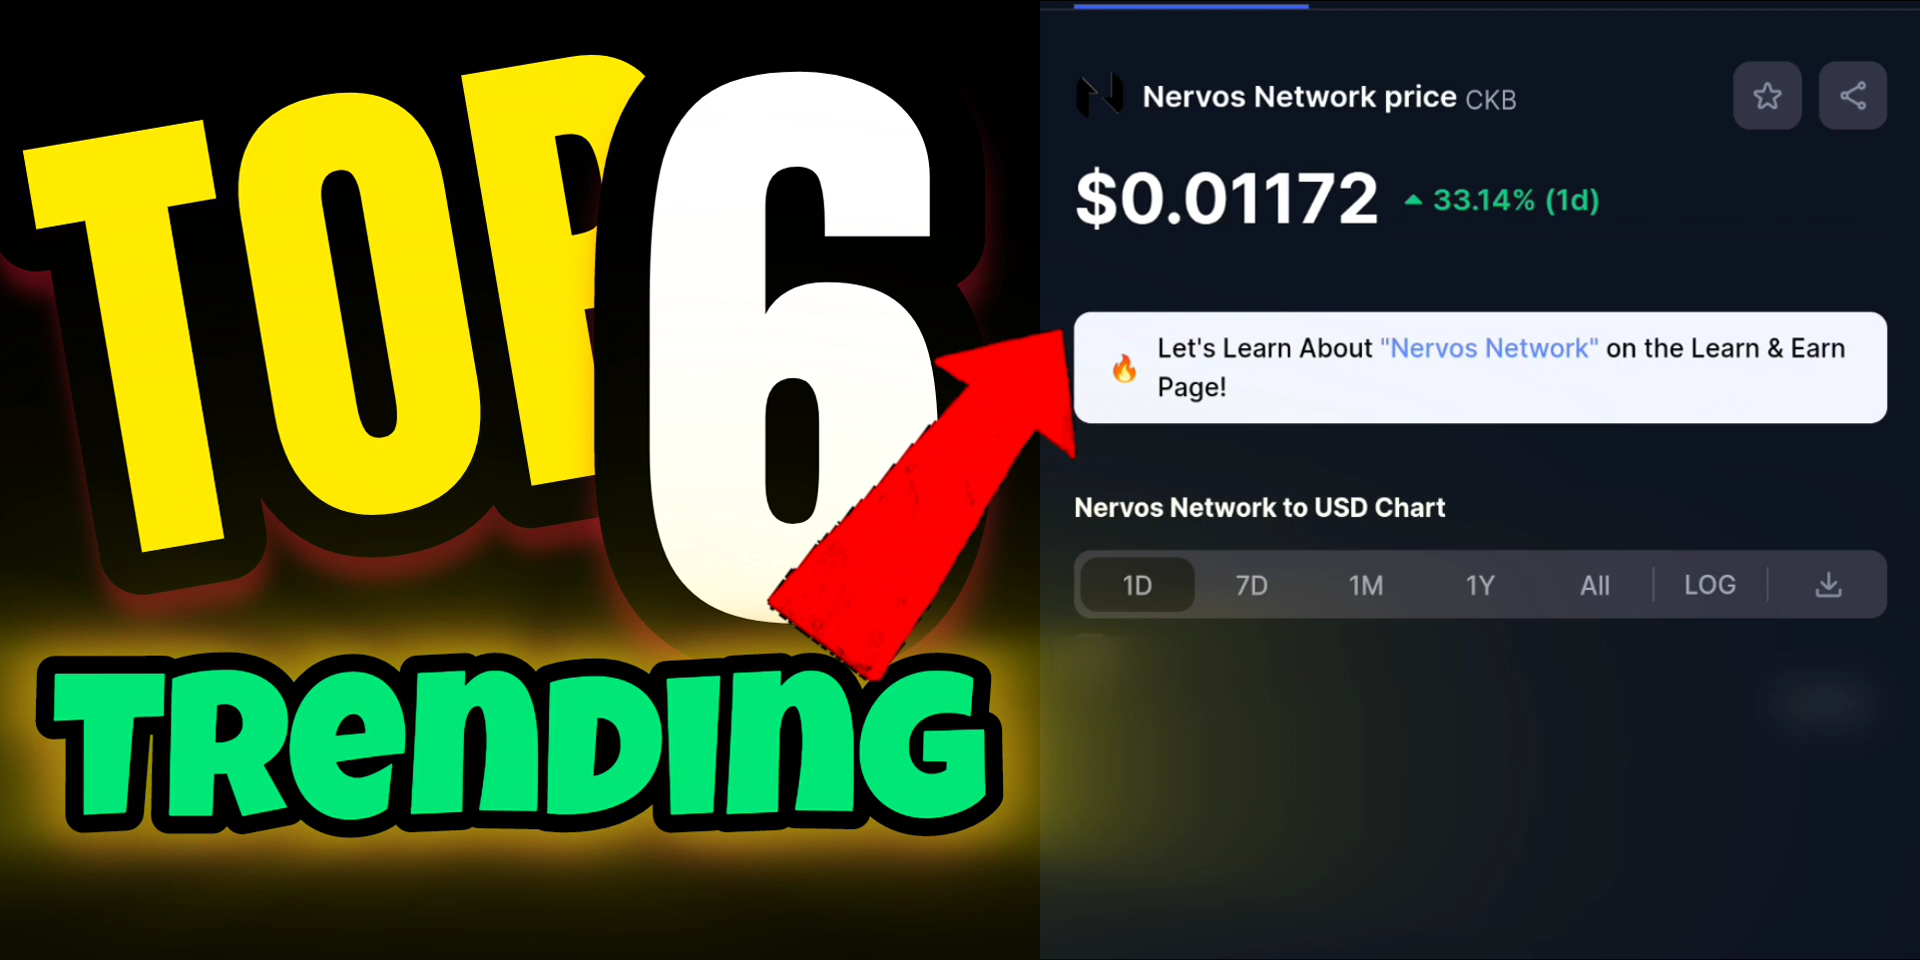 TOP 6
TRenDING
Nervos Network price CKB
$0.01172 ▲ 33.14% (1d)
🔥 Let's Learn About "Nervos Network" on the Learn & Earn
Page!
Nervos Network to USD Chart
1D 7D 1M 1Y All LOG